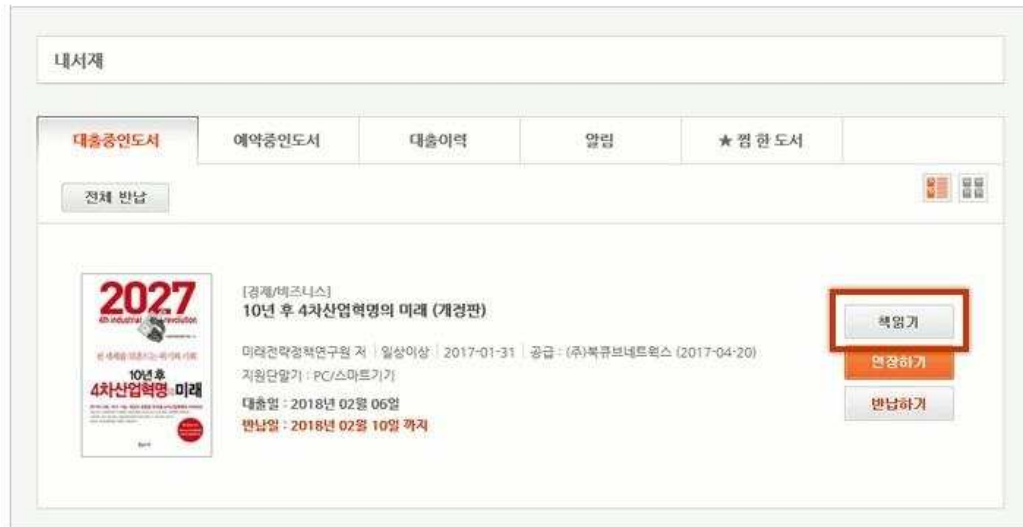 내서재
대출중인도서 예약중인도서 대출이력 알림 ★ 찜 한 도서
전체 반납
2027
4th industrial revolution
10년 후
4차산업혁명의 미래
[경제/비즈니스]
10년 후 4차산업혁명의 미래 (개정판)
미래전략정책연구원 저 | 일상이상 | 2017-01-31 | 공급 : (주)북큐브네트웍스 (2017-04-20)
지원단말기 : PC/스마트기기
대출일 : 2018년 02월 06일
반납일 : 2018년 02월 10일 까지
책읽기
연장하기
반납하기